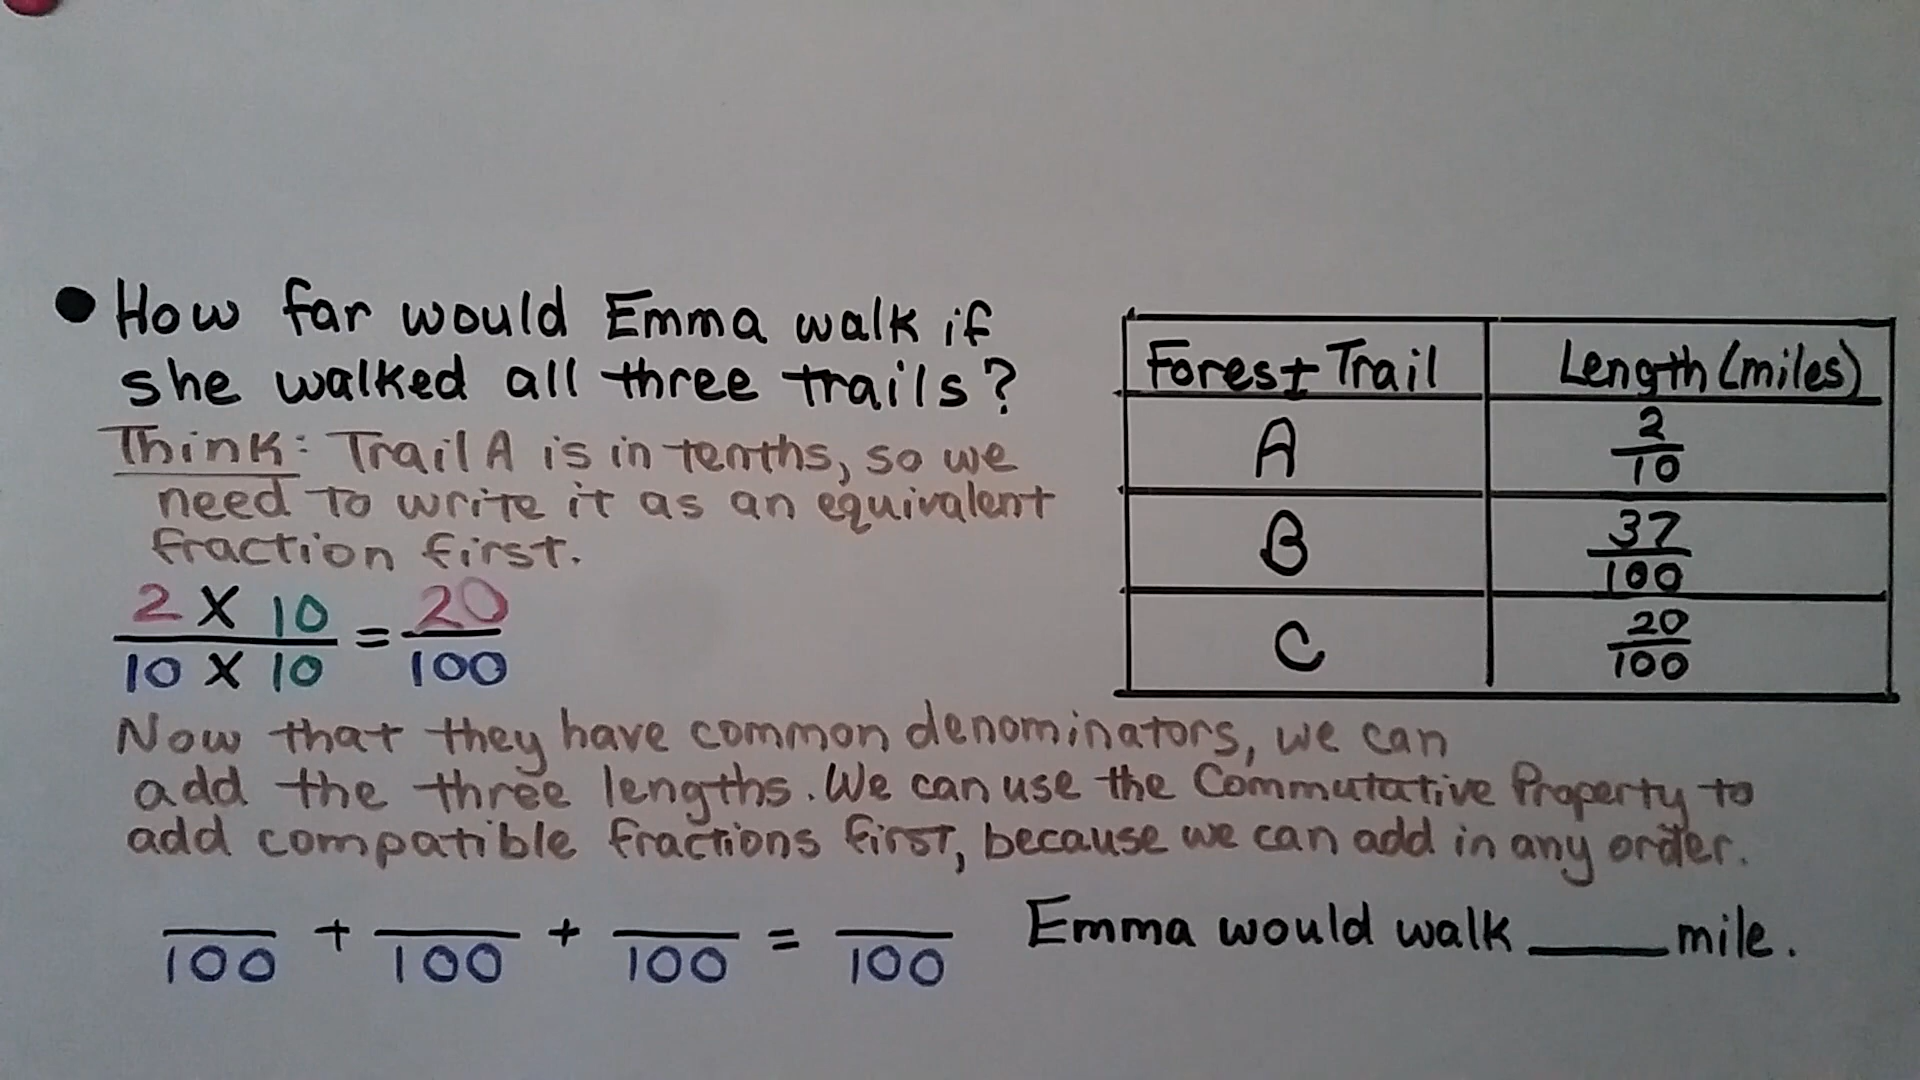 • How far would Emma walk if
she walked all three trails?
Think: Trail A is in tenths, so we
need to write it as an equivalent
fraction first.
2 X 10 = 20
10 X 10 100
Forest Trail Length (miles)
A 2/10
B 37/100
C 20/100
Now that they have common denominators, we can
add the three lengths. We can use the Commutative Property to
add compatible fractions first, because we can add in any order.
__/100 + __/100 + __/100 = __/100 Emma would walk ____ mile.